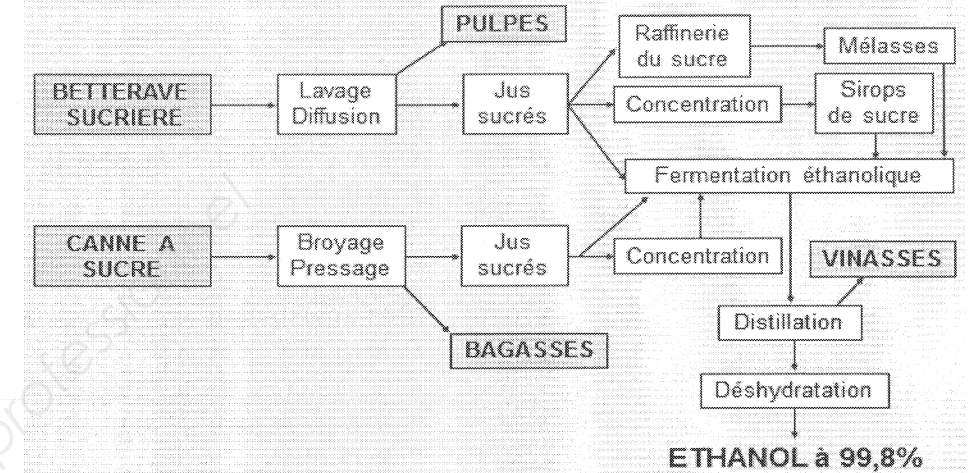 PULPES
Raffinerie
du sucre
Mélasses
BETTERAVE
SUCRIERE
Lavage
Diffusion
Jus
sucrés
Concentration
Sirops
de sucre
Fermentation éthanolique
CANNE A
SUCRE
Broyage
Pressage
Jus
sucrés
Concentration
VINASSES
BAGASSES
Distillation
Déshydratation
ETHANOL à 99,8%
professionnel